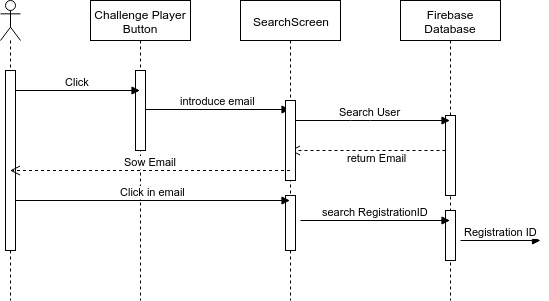 Challenge Player
Button
SearchScreen
Firebase
Database
Click
introduce email
Search User
return Email
Sow Email
Click in email
search RegistrationID
Registration ID